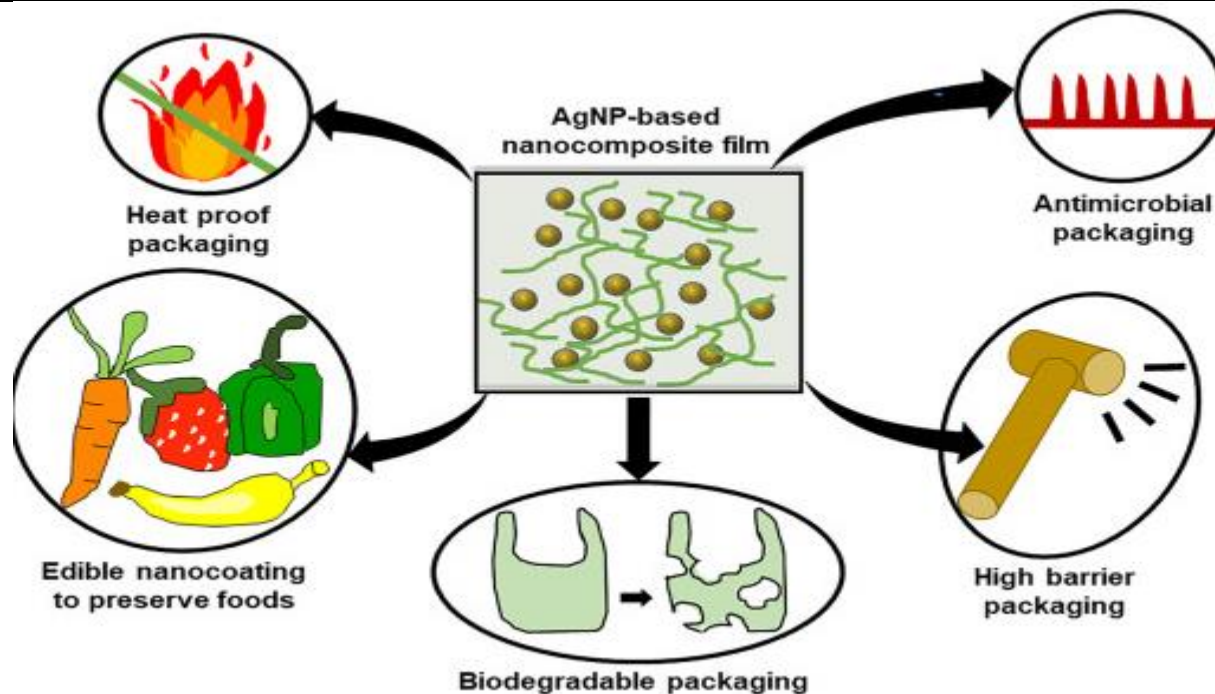 AgNP-based
nanocomposite film
Heat proof
packaging
Antimicrobial
packaging
Edible nanocoating
to preserve foods
High barrier
packaging
Biodegradable packaging